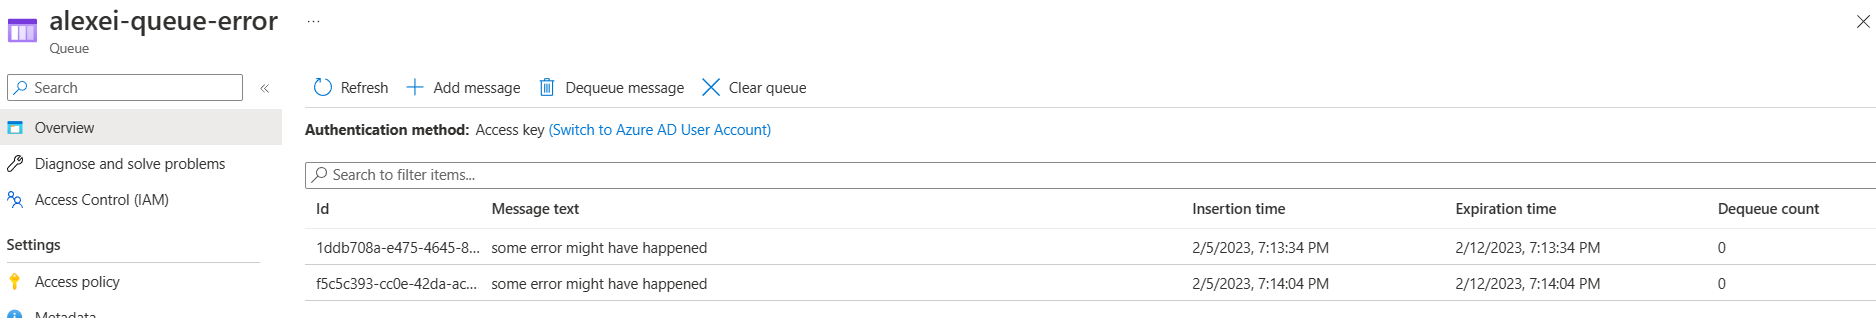 alexei-queue-error ...
Queue
Search «
Overview
Diagnose and solve problems
Access Control (IAM)
Settings
Access policy
Metadata
Refresh Add message Dequeue message Clear queue
Authentication method: Access key (Switch to Azure AD User Account)
Search to filter items...
Id Message text Insertion time Expiration time Dequeue count
1ddb708a-e475-4645-8... some error might have happened 2/5/2023, 7:13:34 PM 2/12/2023, 7:13:34 PM 0
f5c5c393-cc0e-42da-ac... some error might have happened 2/5/2023, 7:14:04 PM 2/12/2023, 7:14:04 PM 0